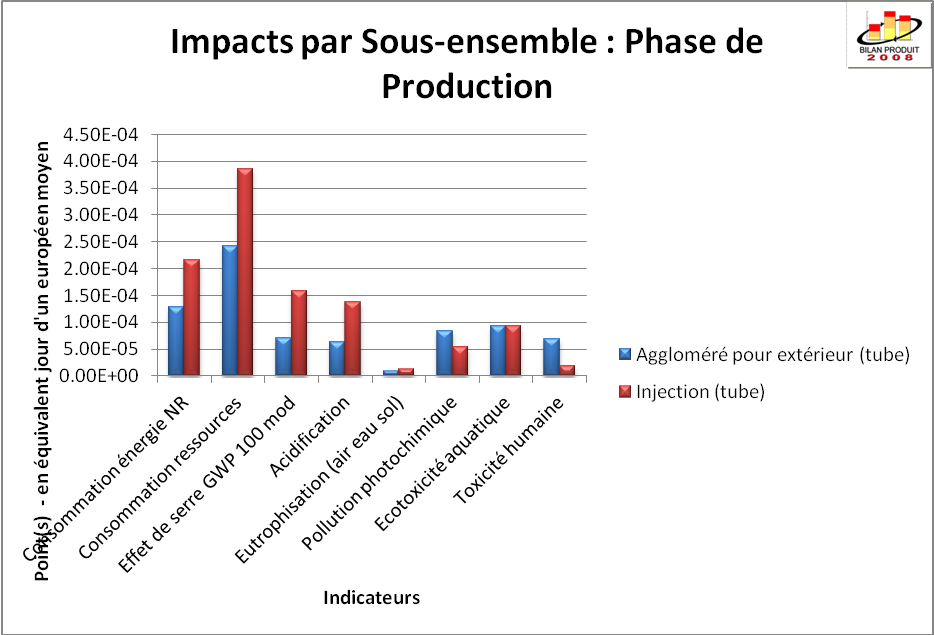 Impacts par Sous-ensemble : Phase de
Production
BILAN PRODUIT
2008
Point(s) - en équivalent jour d'un européen moyen
4.50E-04
4.00E-04
3.50E-04
3.00E-04
2.50E-04
2.00E-04
1.50E-04
1.00E-04
5.00E-05
0.00E+00
Consommation énergie NR
Consommation ressources
Effet de serre GWP 100 mod
Acidification
Eutrophisation (air eau sol)
Pollution photochimique
Ecotoxicité aquatique
Toxicité humaine
Indicateurs
Aggloméré pour extérieur (tube)
Injection (tube)